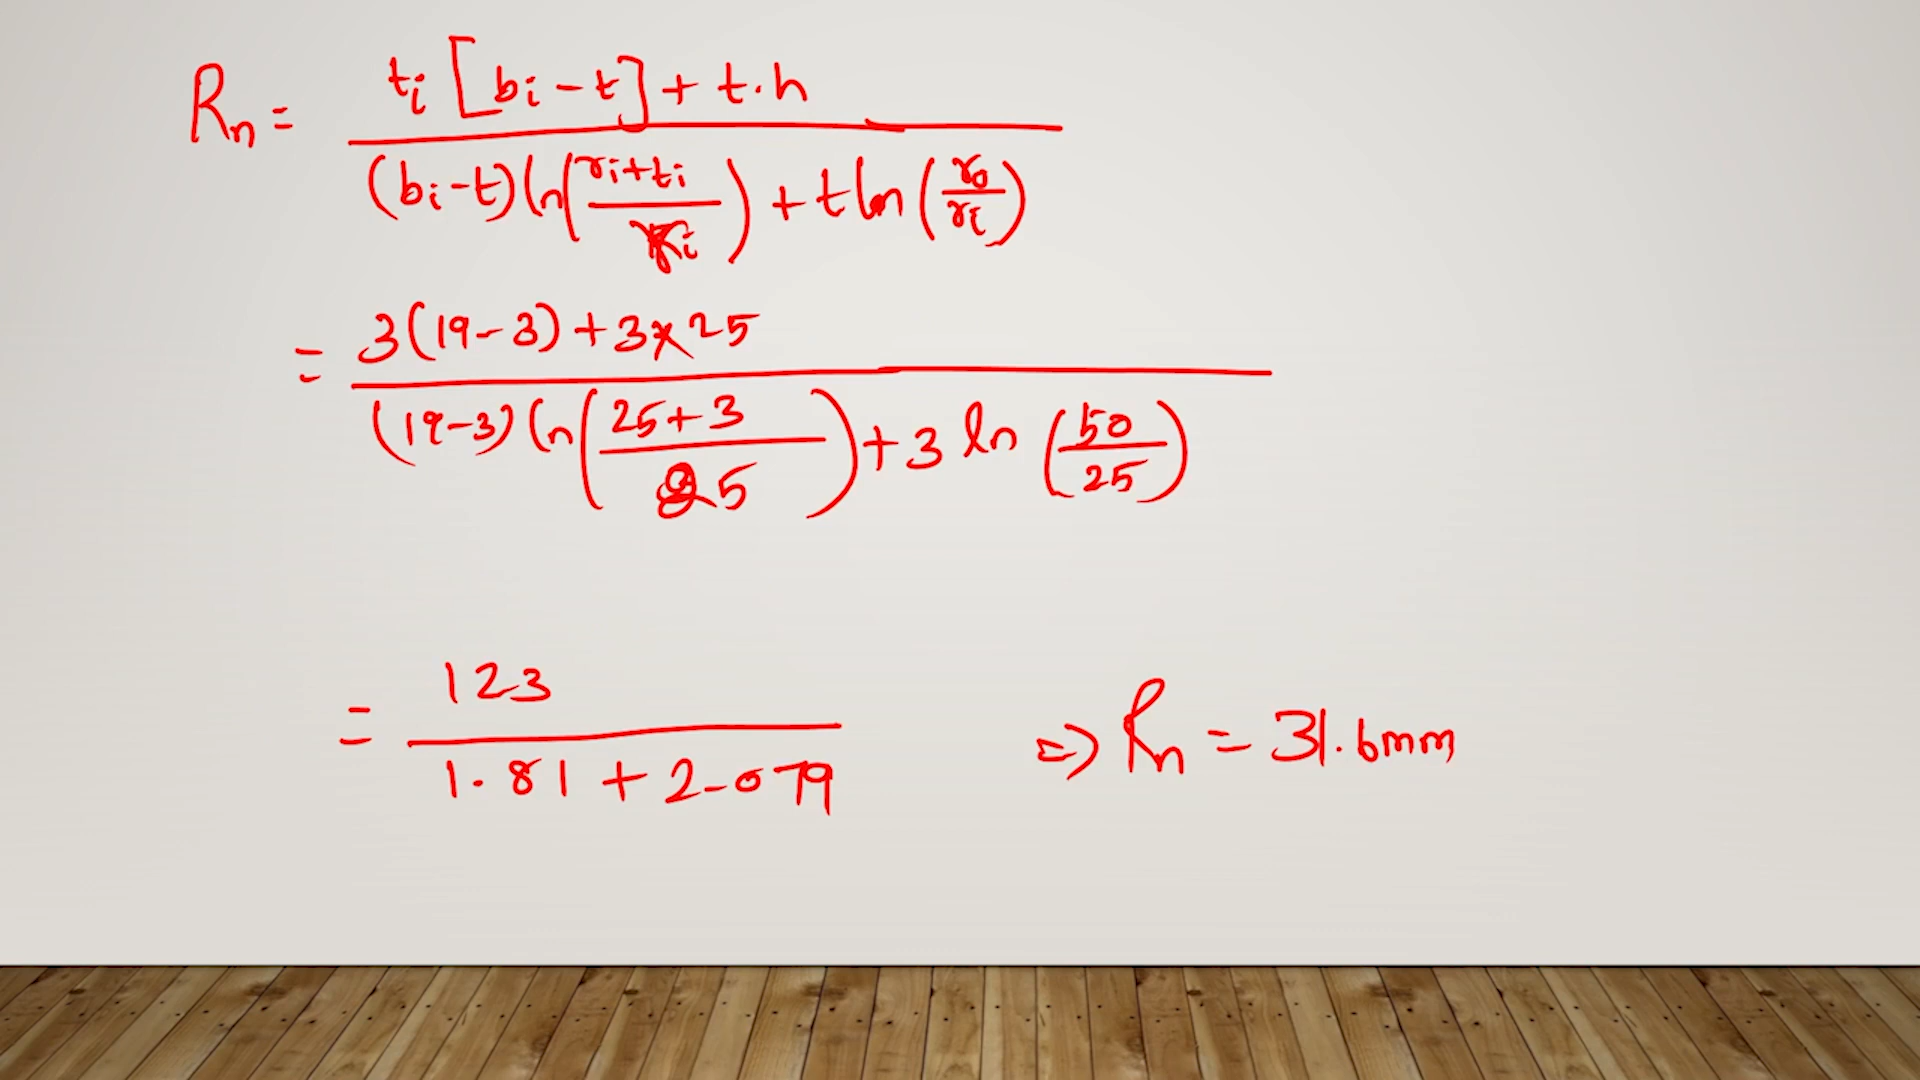 Rn = ti [bi - t] + t.h
(bi-t) ln (ri+ti / ri) + t ln (ro / ri)
= 3(19-3) + 3×25
(19-3) ln (25+3 / 25) + 3 ln (50 / 25)
= 123
1.81 + 2.079
=> Rn = 31.6mm